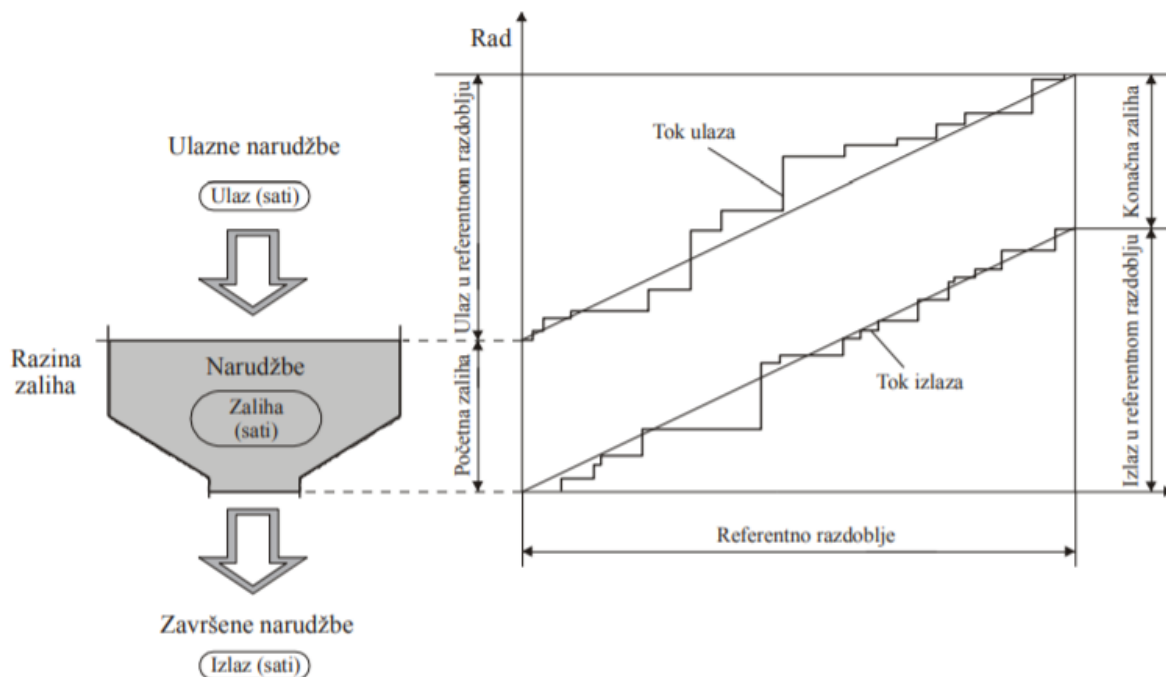 Rad
Ulazne narudžbe
Ulaz (sati)
Razina
zaliha
Narudžbe
Zaliha
(sati)
Završene narudžbe
Izlaz (sati)
Ulaz u referentnom razdoblju
Početna zaliha
Tok ulaza
Tok izlaza
Referentno razdoblje
Konačna zaliha
Izlaz u referentnom razdoblju